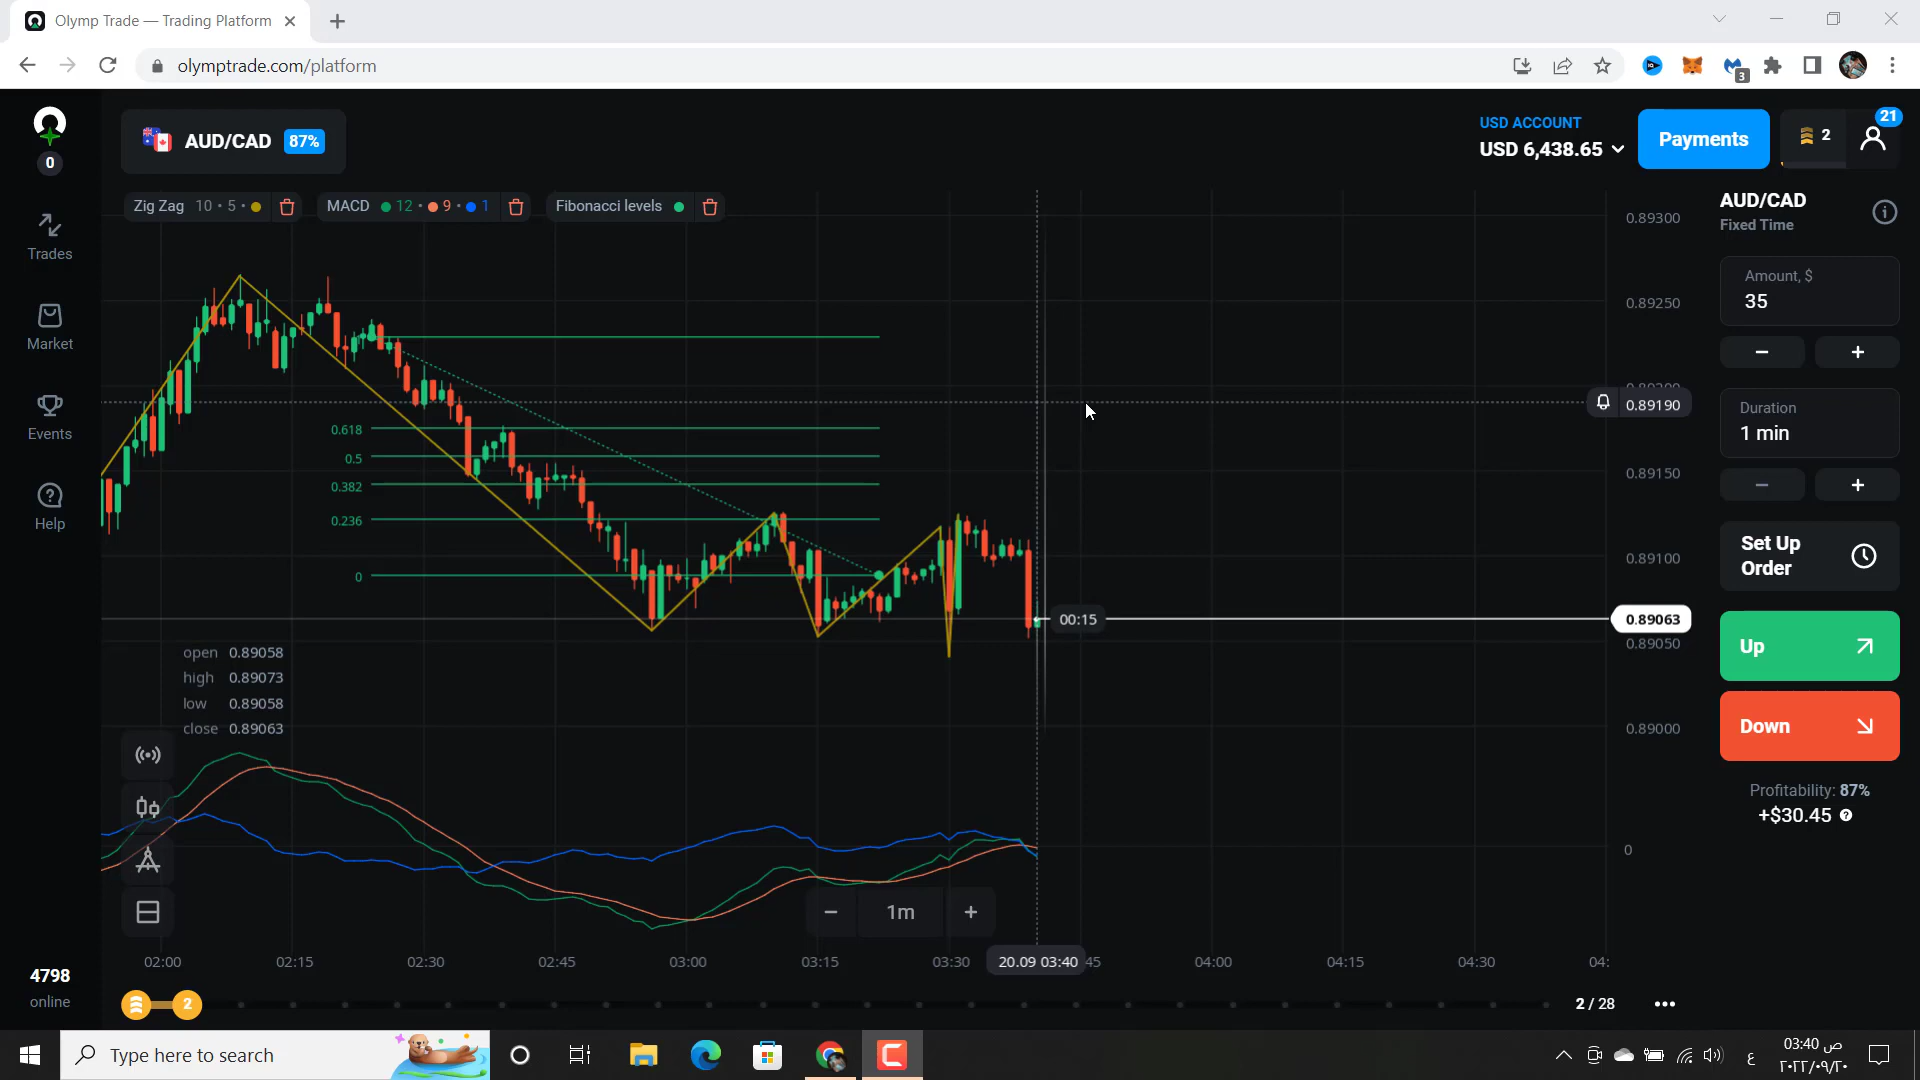 Olymp Trade — Trading Platform
olymptrade.com/platform
3
0
AUD/CAD 87%
USD ACCOUNT
USD 6,438.65
Payments
2
21
Zig Zag 10 • 5 •
MACD 12 • 9 • 1
Fibonacci levels
Trades
Market
Events
Help
0.618
0.5
0.382
0.236
0
open 0.89058
high 0.89073
low 0.89058
close 0.89063
00:15
0.89300
0.89250
0.89200
0.89190
0.89150
0.89100
0.89063
0.89050
0.89000
0
AUD/CAD
Fixed Time
Amount, $
35
Duration
1 min
Set Up
Order
Up
Down
Profitability: 87%
+$30.45
1m
02:00
02:15
02:30
02:45
03:00
03:15
03:30
20.09 03:40
45
04:00
04:15
04:30
04:
4798
online
2
2 / 28
Type here to search
ع
03:40 ص
٢٠٢٢/٠٩/٢٠